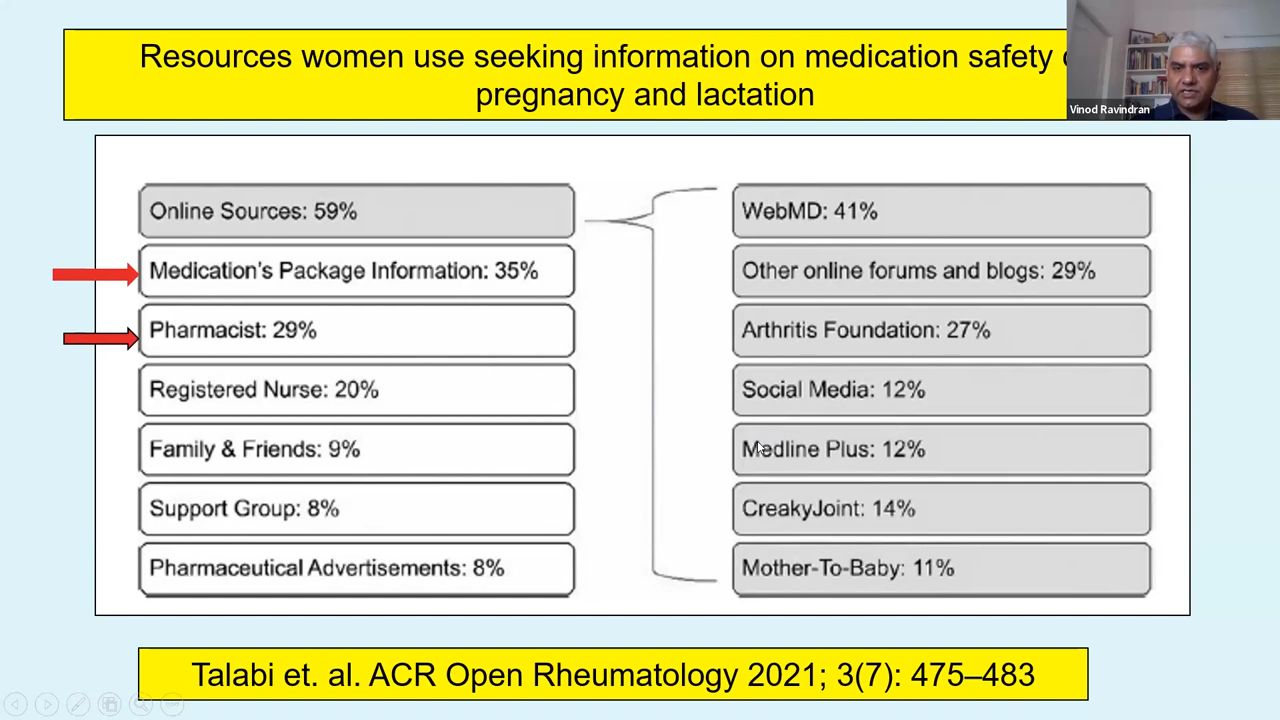 Resources women use seeking information on medication safety
pregnancy and lactation
Vinod Ravindran
Online Sources: 59%
Medication's Package Information: 35%
Pharmacist: 29%
Registered Nurse: 20%
Family & Friends: 9%
Support Group: 8%
Pharmaceutical Advertisements: 8%
WebMD: 41%
Other online forums and blogs: 29%
Arthritis Foundation: 27%
Social Media: 12%
Medline Plus: 12%
CreakyJoint: 14%
Mother-To-Baby: 11%
Talabi et. al. ACR Open Rheumatology 2021; 3(7): 475–483